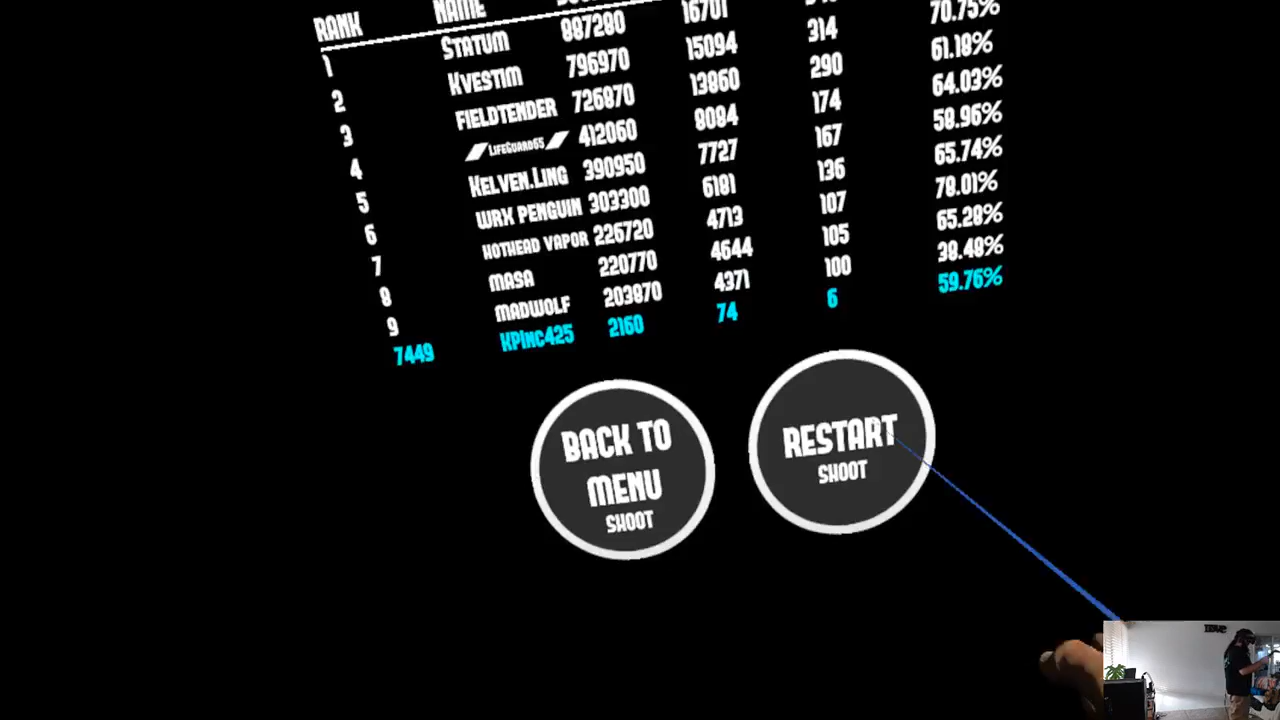 RANK NAME
1 STATUM 887280 16701
2 KVESTIM 796970 15094 314 70.75%
3 FIELDTENDER 726870 13860 290 61.18%
4 LIFEGUARD65 412060 8084 174 64.03%
5 KELVEN.LING 390950 7727 167 58.96%
6 WRX PENGUIN 303300 6181 136 65.74%
7 HOTHEAD VAPOR 226720 4713 107 78.01%
8 MASA 220770 4644 105 65.28%
9 MADWOLF 203870 4371 100 38.48%
7449 KPINC425 2160 74 6 59.76%
BACK TO
MENU
SHOOT
RESTART
SHOOT